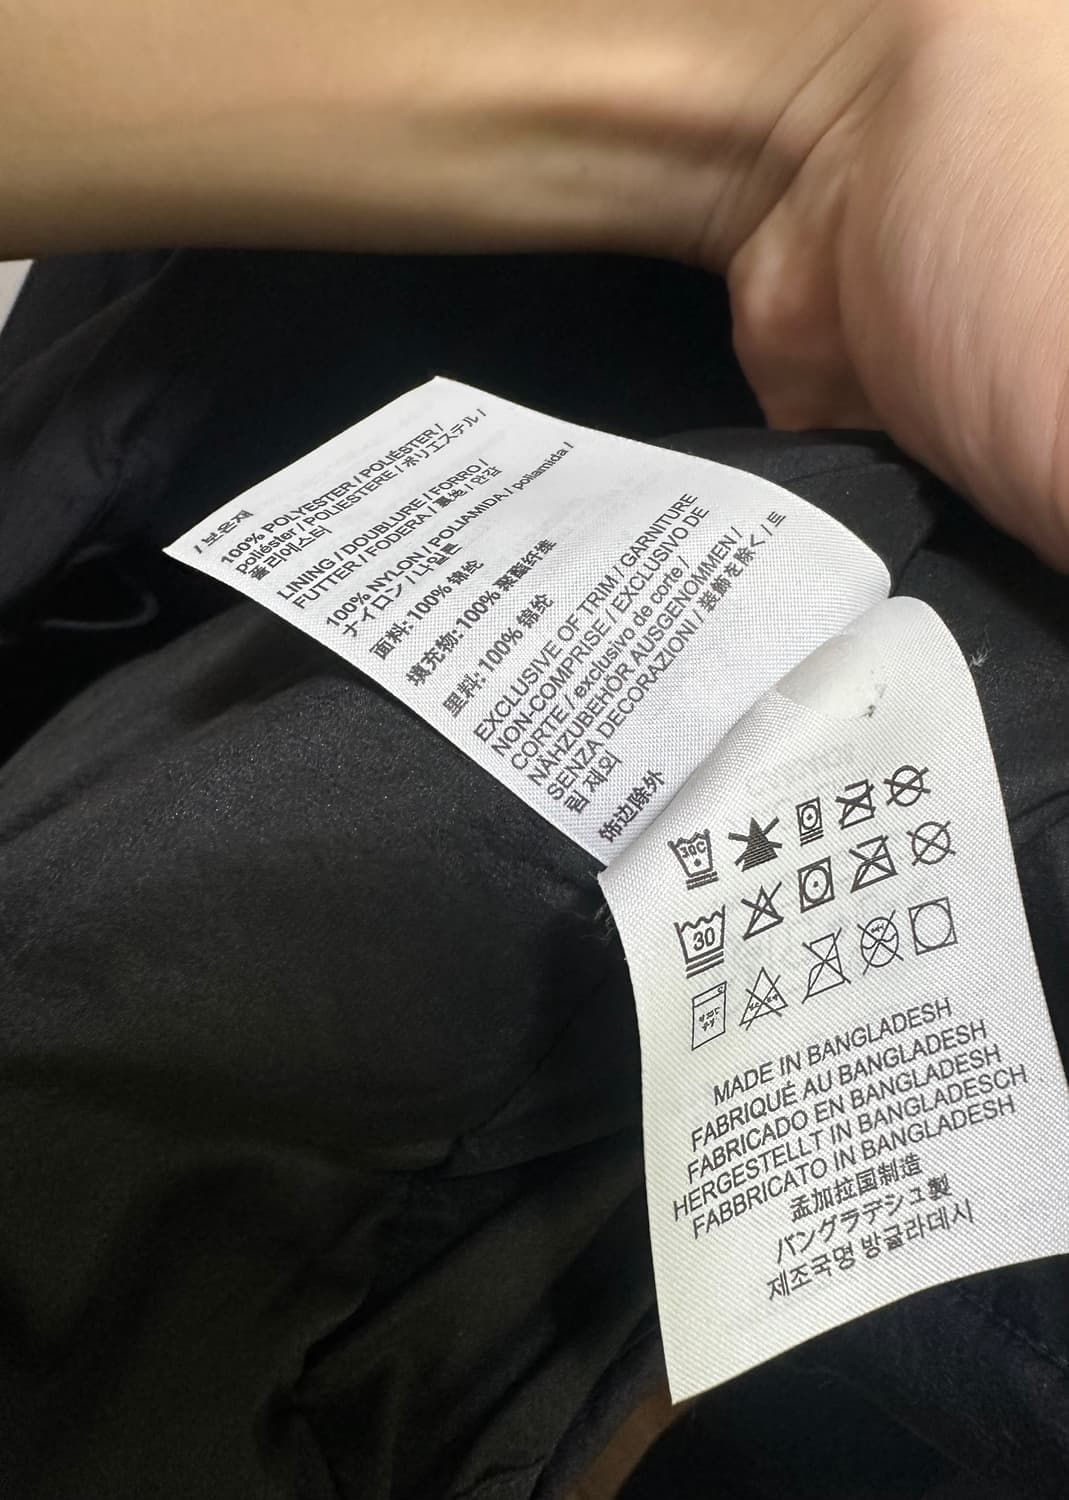 / 보온재
100% POLYESTER / POLIÉSTER /
poliéster / POLIESTERE / ポリエステル /
폴리에스터
LINING / DOUBLURE / FORRO /
FUTTER / FODERA / 裏地 / 안감
100% NYLON / POLIAMIDA / poliamida /
ナイロン / 나일론
面料: 100% 锦纶
填充物: 100% 聚酯纤维
里料: 100% 锦纶
EXCLUSIVE OF TRIM / GARNITURE
NON-COMPRISE / EXCLUSIVO DE
CORTE / exclusivo de corte /
NÄHZUBEHÖR AUSGENOMMEN /
SENZA DECORAZIONI / 装飾を除く / 트
림 제외
饰边除外
30C
30
MADE IN BANGLADESH
FABRIQUÉ AU BANGLADESH
FABRICADO EN BANGLADESH
HERGESTELLT IN BANGLADESCH
FABBRICATO IN BANGLADESH
孟加拉国制造
バングラデシュ製
제조국명 방글라데시